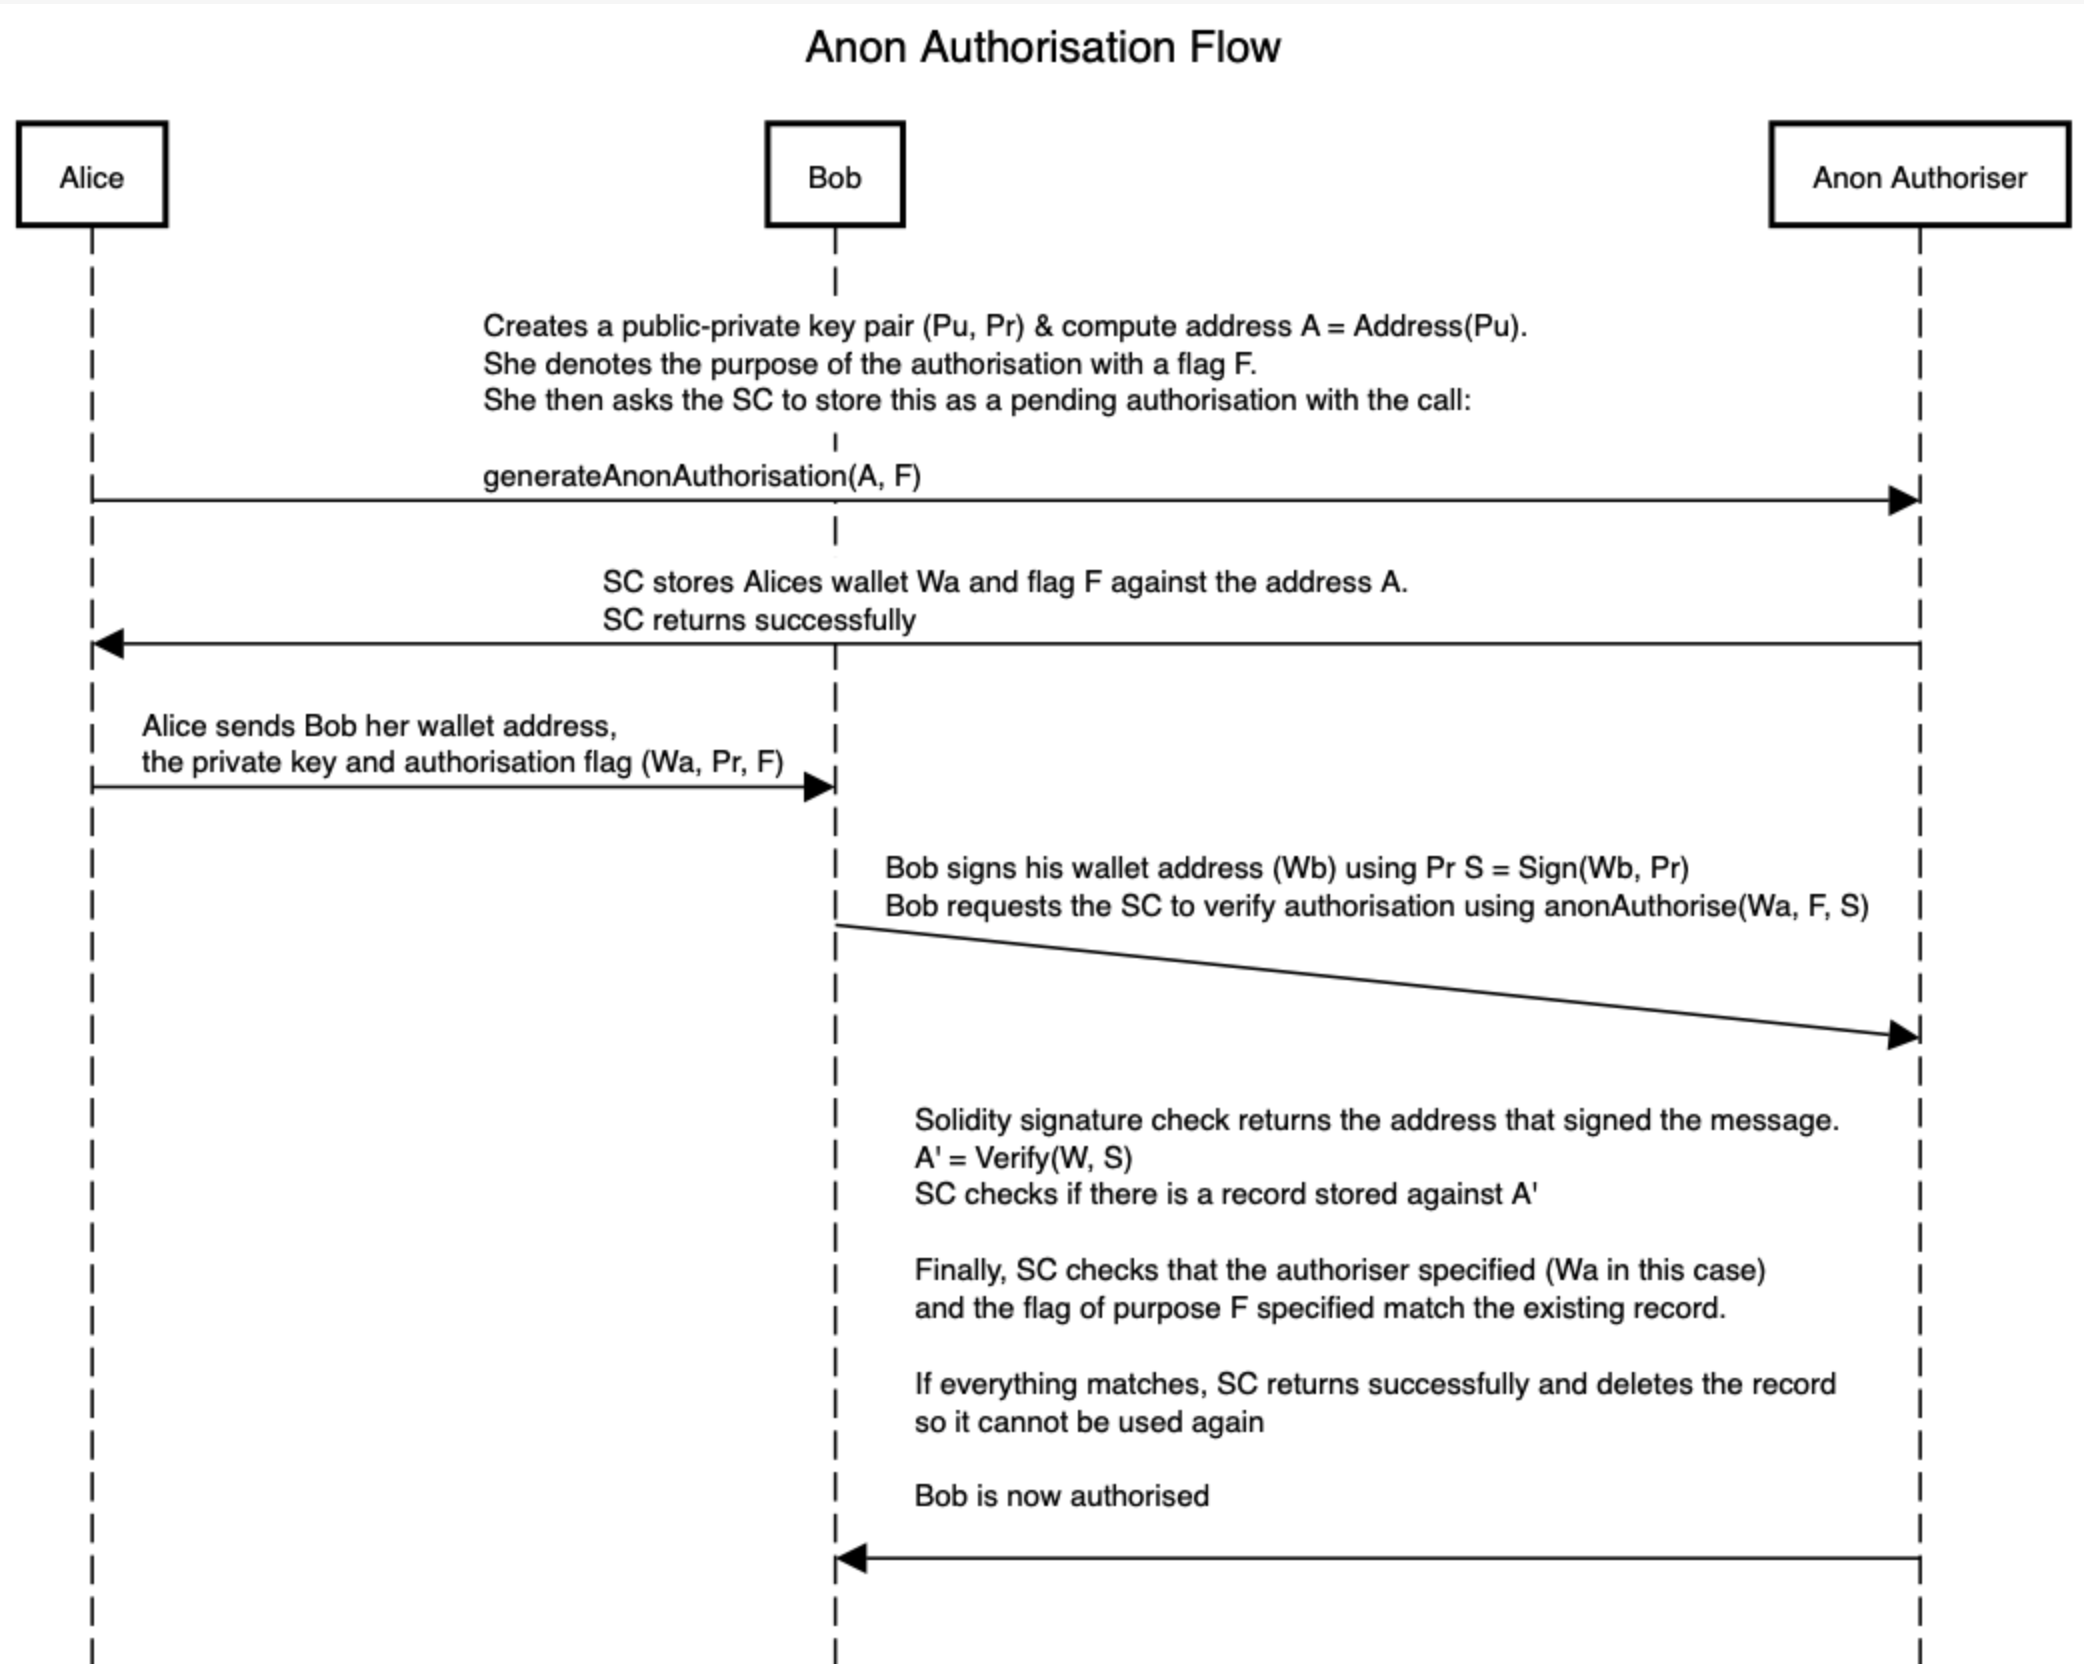 Anon Authorisation Flow
Alice
Bob
Anon Authoriser
Creates a public-private key pair (Pu, Pr) & compute address A = Address(Pu).
She denotes the purpose of the authorisation with a flag F.
She then asks the SC to store this as a pending authorisation with the call:
generateAnonAuthorisation(A, F)
SC stores Alices wallet Wa and flag F against the address A.
SC returns successfully
Alice sends Bob her wallet address,
the private key and authorisation flag (Wa, Pr, F)
Bob signs his wallet address (Wb) using Pr S = Sign(Wb, Pr)
Bob requests the SC to verify authorisation using anonAuthorise(Wa, F, S)
Solidity signature check returns the address that signed the message.
A' = Verify(W, S)
SC checks if there is a record stored against A'
Finally, SC checks that the authoriser specified (Wa in this case)
and the flag of purpose F specified match the existing record.
If everything matches, SC returns successfully and deletes the record
so it cannot be used again
Bob is now authorised